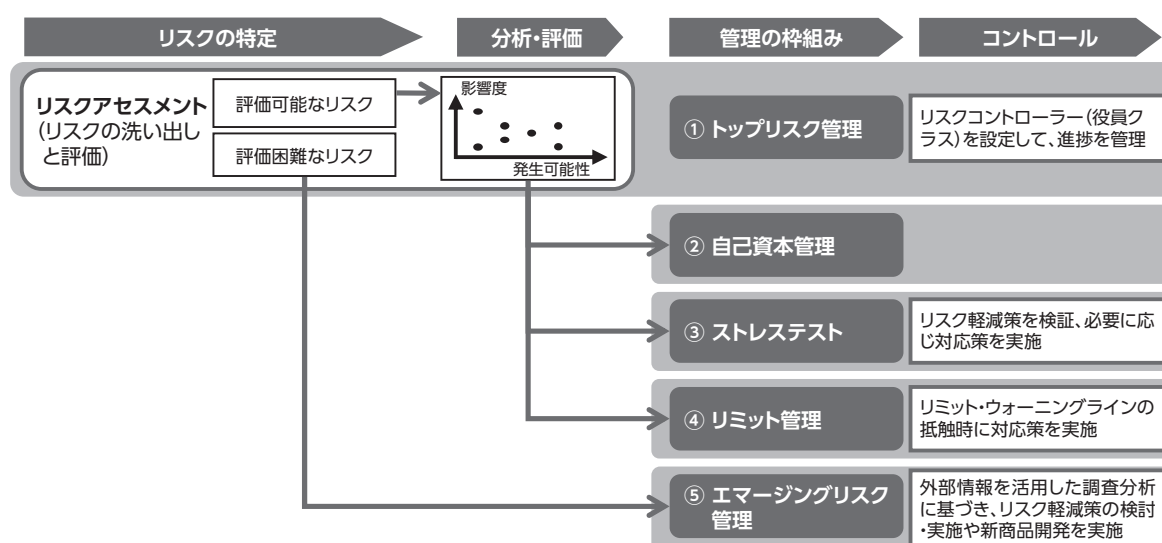 リスクの特定
分析・評価
管理の枠組み
コントロール
リスクアセスメント
(リスクの洗い出し
と評価)
評価可能なリスク
評価困難なリスク
影響度
発生可能性
① トップリスク管理
リスクコントローラー(役員ク
ラス)を設定して、進捗を管理
② 自己資本管理
③ ストレステスト
リスク軽減策を検証、必要に応
じ対応策を実施
④ リミット管理
リミット・ウォーニングラインの
抵触時に対応策を実施
⑤ エマージングリスク
管理
外部情報を活用した調査分析
に基づき、リスク軽減策の検討
・実施や新商品開発を実施